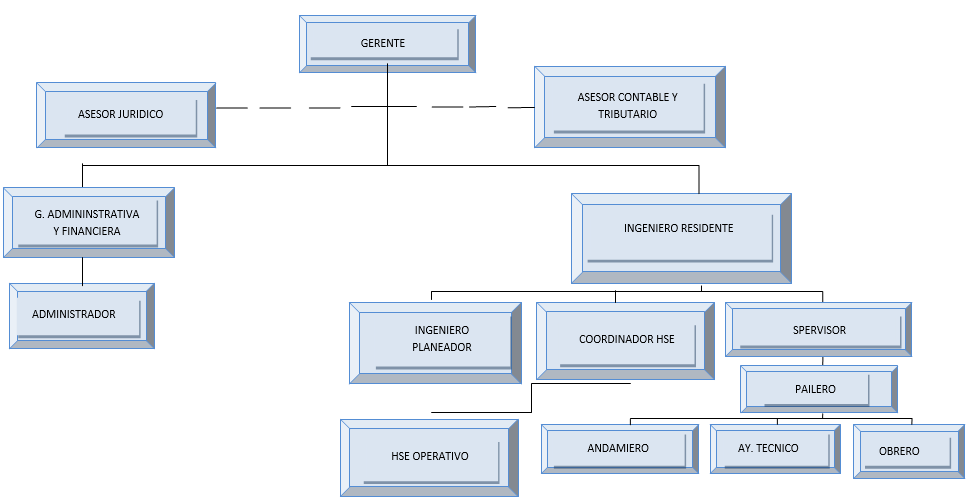 GERENTE
ASESOR JURIDICO
ASESOR CONTABLE Y
TRIBUTARIO
G. ADMININSTRATIVA
Y FINANCIERA
INGENIERO RESIDENTE
ADMINISTRADOR
INGENIERO
PLANEADOR
COORDINADOR HSE
SPERVISOR
PAILERO
HSE OPERATIVO
ANDAMIERO
AY. TECNICO
OBRERO